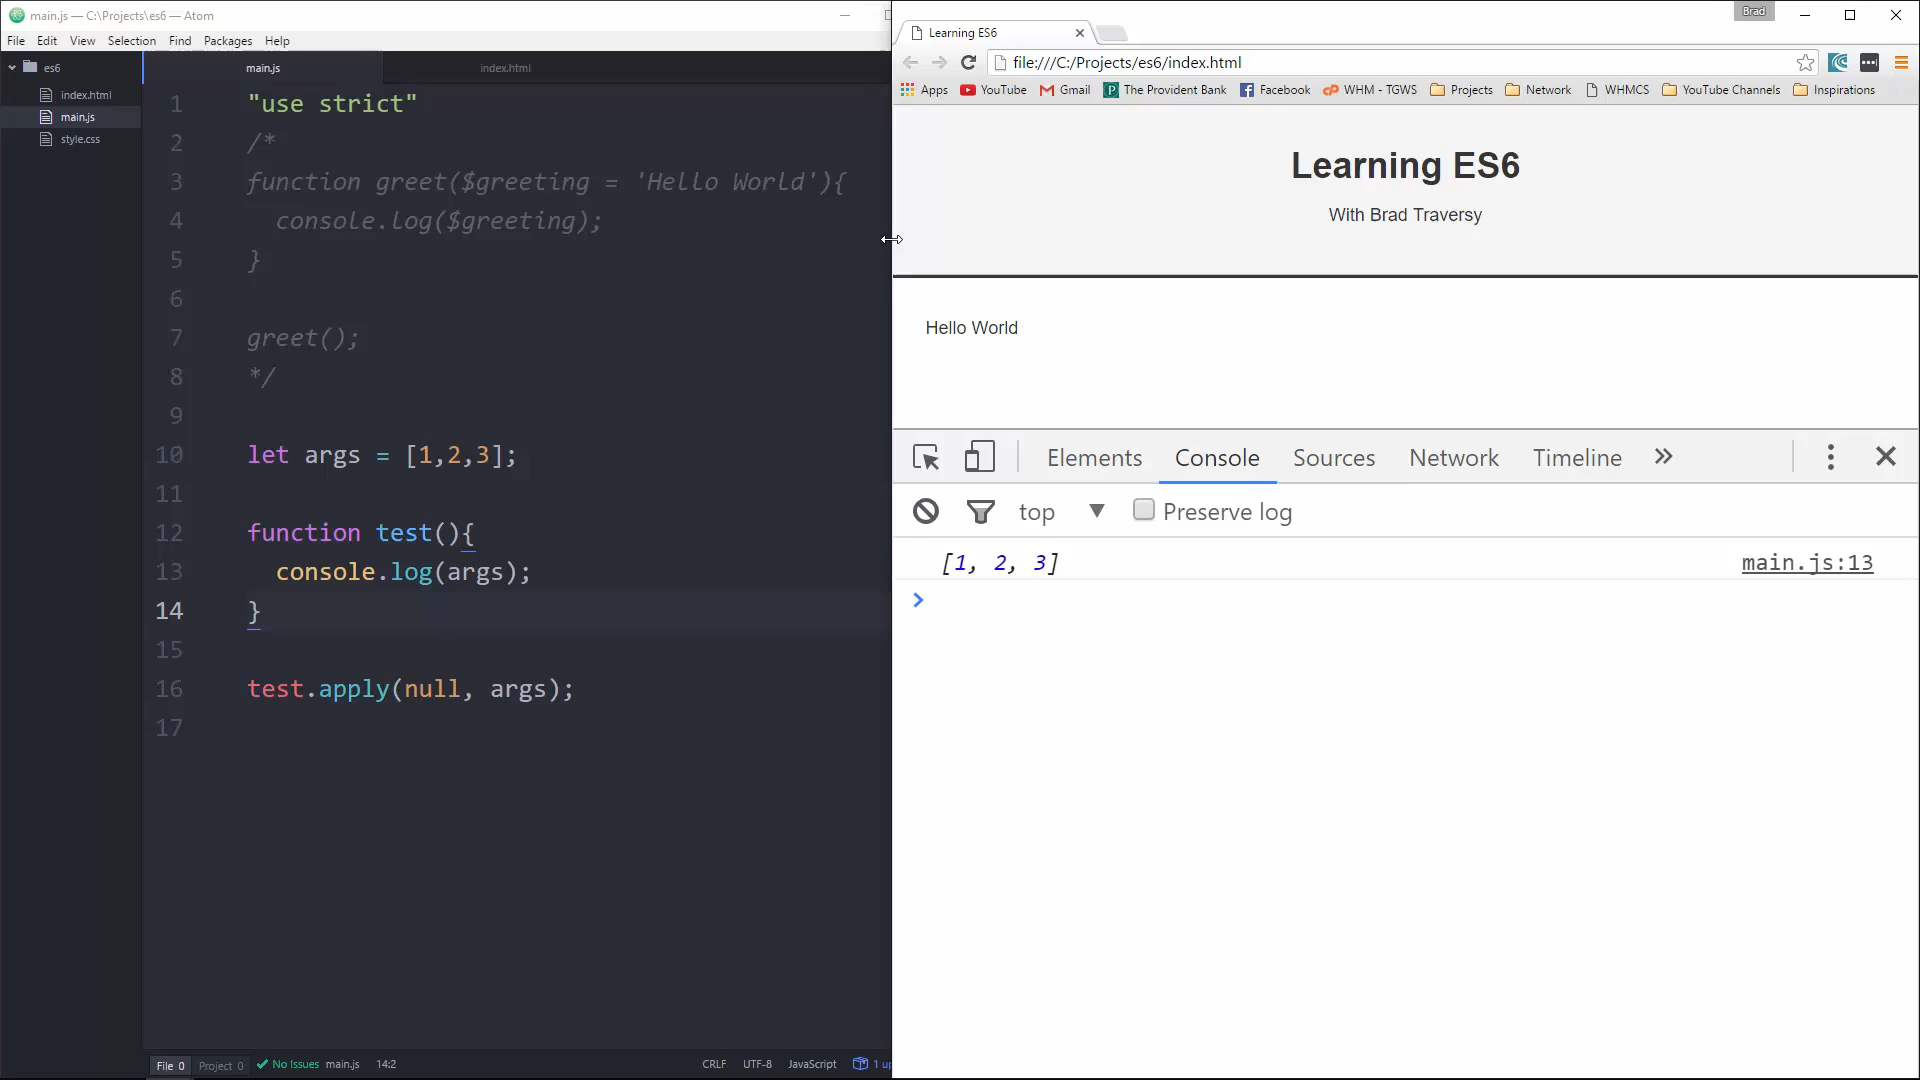 main.js — C:\Projects\es6 — Atom
File Edit View Selection Find Packages Help
es6
index.html
main.js
style.css
main.js index.html
1 "use strict"
2 /*
3 function greet($greeting = 'Hello World'){
4 console.log($greeting);
5 }
6
7 greet();
8 */
9
10 let args = [1,2,3];
11
12 function test(){
13 console.log(args);
14 }
15
16 test.apply(null, args);
17
File 0 Project 0 No Issues main.js 14:2 CRLF UTF-8 JavaScript 1 up
Brad
Learning ES6
file:///C:/Projects/es6/index.html
Apps YouTube Gmail The Provident Bank Facebook WHM - TGWS Projects Network WHMCS YouTube Channels Inspirations
Learning ES6
With Brad Traversy
Hello World
Elements Console Sources Network Timeline
top Preserve log
[1, 2, 3] main.js:13